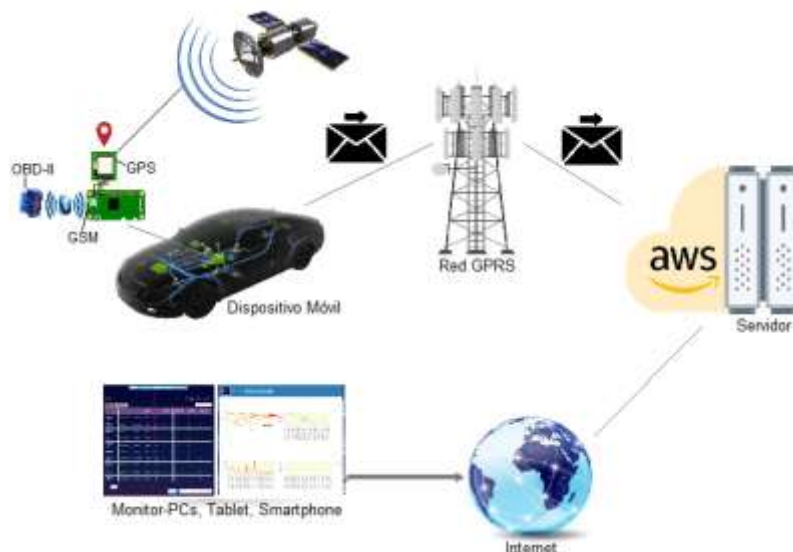 OBD-II
GPS
GSM
Dispositivo Móvil
Red GPRS
aws
Servidor
Monitor-PCs, Tablet, Smartphone
Internet